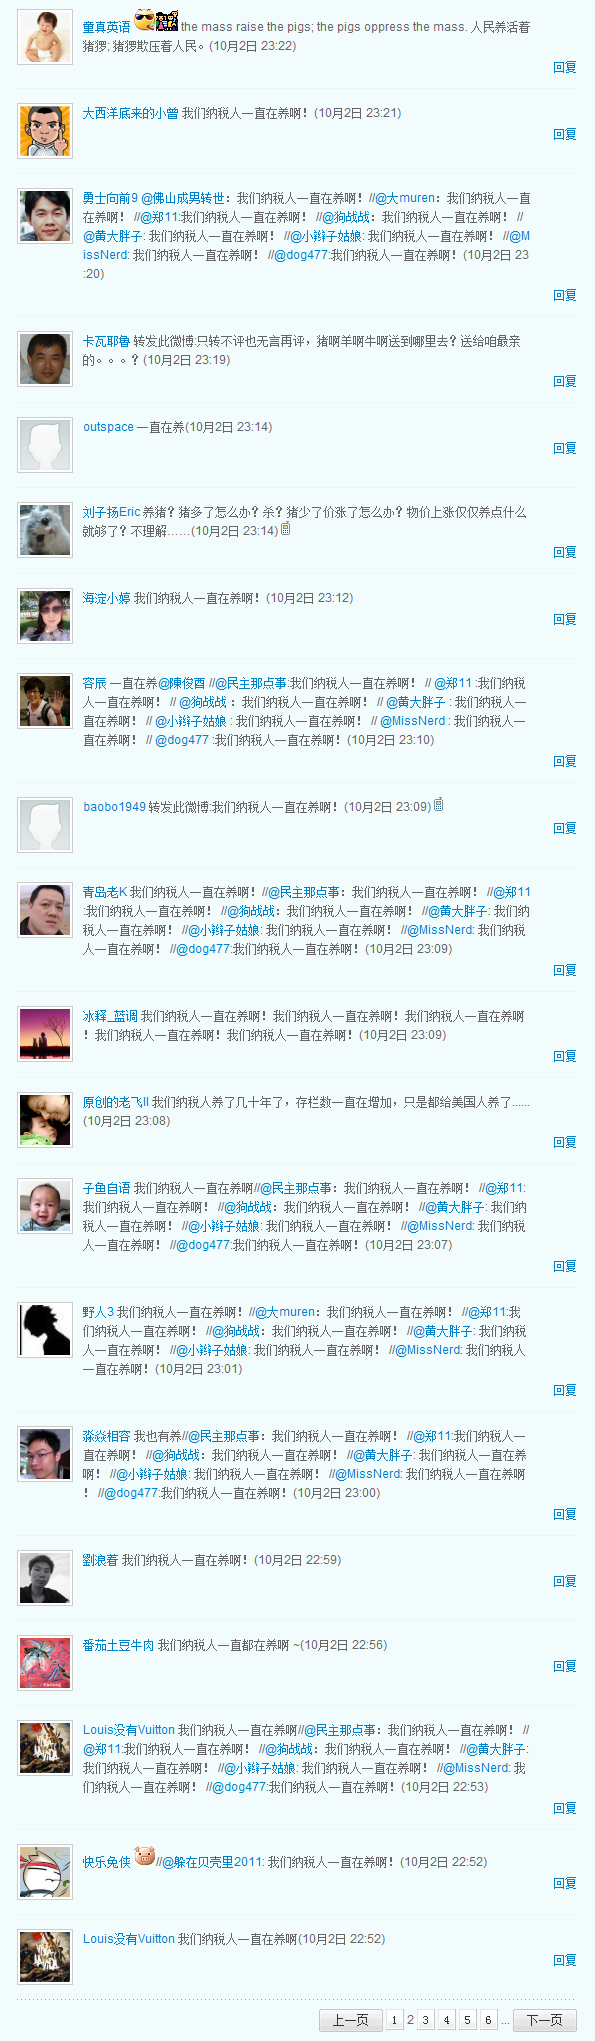 童真英语 the mass raise the pigs; the pigs oppress the mass. 人民养活着
猪猡; 猪猡欺压着人民。(10月2日 23:22)
回复
大西洋底来的小曾 我们纳税人一直在养啊！(10月2日 23:21)
回复
勇士向前9 @佛山成男转世：我们纳税人一直在养啊！//@大muren：我们纳税人一直
在养啊！ //@郑11:我们纳税人一直在养啊！ //@狗战战：我们纳税人一直在养啊！ //
@黄大胖子: 我们纳税人一直在养啊！ //@小辫子姑娘: 我们纳税人一直在养啊！ //@M
issNerd: 我们纳税人一直在养啊！ //@dog477:我们纳税人一直在养啊！(10月2日 23
:20)
回复
卡瓦耶鲁 转发此微博:只转不评也无言再评，猪啊羊啊牛啊送到哪里去？送给咱最亲
的。。。？(10月2日 23:19)
回复
outspace 一直在养(10月2日 23:14)
回复
刘子扬Eric 养猪？猪多了怎么办？杀？猪少了价涨了怎么办？物价上涨仅仅养点什么
就够了？不理解……(10月2日 23:14)
回复
海淀小婷 我们纳税人一直在养啊！(10月2日 23:12)
回复
容辰 一直在养@陳俊酉 //@民主那点事:我们纳税人一直在养啊！ // @郑11 :我们纳税
人一直在养啊！ // @狗战战 ：我们纳税人一直在养啊！ // @黄大胖子 : 我们纳税人一
直在养啊！ // @小辫子姑娘 : 我们纳税人一直在养啊！ // @MissNerd : 我们纳税人一
直在养啊！ // @dog477 :我们纳税人一直在养啊！(10月2日 23:10)
回复
baobo1949 转发此微博:我们纳税人一直在养啊！(10月2日 23:09)
回复
青岛老K 我们纳税人一直在养啊！//@民主那点事：我们纳税人一直在养啊！ //@郑11
:我们纳税人一直在养啊！ //@狗战战：我们纳税人一直在养啊！ //@黄大胖子: 我们纳
税人一直在养啊！ //@小辫子姑娘: 我们纳税人一直在养啊！ //@MissNerd: 我们纳税
人一直在养啊！ //@dog477:我们纳税人一直在养啊！(10月2日 23:09)
回复
冰释_蓝调 我们纳税人一直在养啊！我们纳税人一直在养啊！我们纳税人一直在养啊
！我们纳税人一直在养啊！我们纳税人一直在养啊！(10月2日 23:09)
回复
原创的老飞II 我们纳税人养了几十年了，存栏数一直在增加，只是都给美国人养了......
(10月2日 23:08)
回复
子鱼自语 我们纳税人一直在养啊//@民主那点事：我们纳税人一直在养啊！ //@郑11:
我们纳税人一直在养啊！ //@狗战战：我们纳税人一直在养啊！ //@黄大胖子: 我们纳
税人一直在养啊！ //@小辫子姑娘: 我们纳税人一直在养啊！ //@MissNerd: 我们纳税
人一直在养啊！ //@dog477:我们纳税人一直在养啊！(10月2日 23:07)
回复
野人3 我们纳税人一直在养啊！//@大muren：我们纳税人一直在养啊！ //@郑11:我
们纳税人一直在养啊！ //@狗战战：我们纳税人一直在养啊！ //@黄大胖子: 我们纳税
人一直在养啊！ //@小辫子姑娘: 我们纳税人一直在养啊！ //@MissNerd: 我们纳税人
一直在养啊！(10月2日 23:01)
回复
淼焱相容 我也有养//@民主那点事：我们纳税人一直在养啊！ //@郑11:我们纳税人一
直在养啊！ //@狗战战：我们纳税人一直在养啊！ //@黄大胖子: 我们纳税人一直在养
啊！ //@小辫子姑娘: 我们纳税人一直在养啊！ //@MissNerd: 我们纳税人一直在养啊
！ //@dog477:我们纳税人一直在养啊！(10月2日 23:00)
回复
劉浪着 我们纳税人一直在养啊！(10月2日 22:59)
回复
番茄土豆牛肉 我们纳税人一直都在养啊 ~(10月2日 22:56)
回复
Louis没有Vuitton 我们纳税人一直在养啊//@民主那点事：我们纳税人一直在养啊！ //
@郑11:我们纳税人一直在养啊！ //@狗战战：我们纳税人一直在养啊！ //@黄大胖子:
我们纳税人一直在养啊！ //@小辫子姑娘: 我们纳税人一直在养啊！ //@MissNerd: 我
们纳税人一直在养啊！ //@dog477:我们纳税人一直在养啊！(10月2日 22:53)
回复
快乐兔侠 //@躲在贝壳里2011: 我们纳税人一直在养啊！(10月2日 22:52)
回复
Louis没有Vuitton 我们纳税人一直在养啊(10月2日 22:52)
回复
上一页 1 2 3 4 5 6 ... 下一页